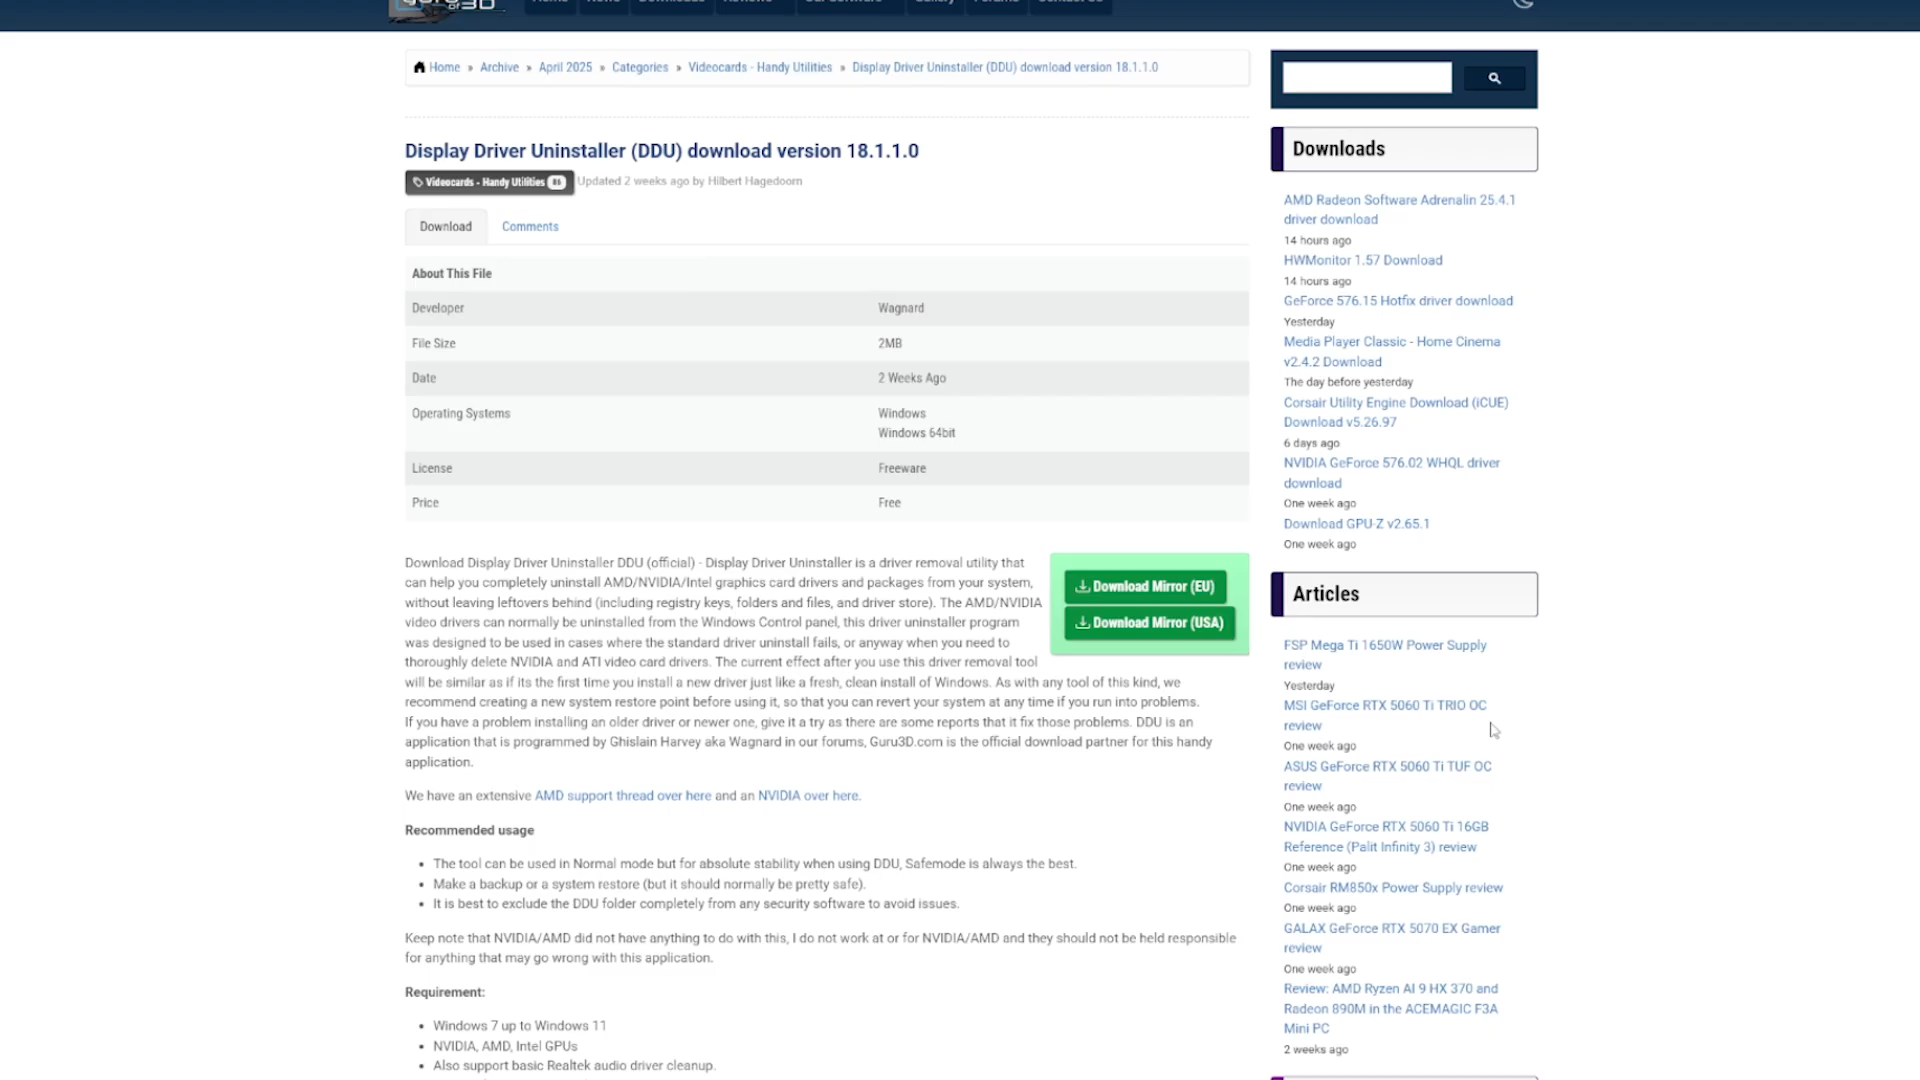 Home » Archive » April 2025 » Categories » Videocards - Handy Utilities » Display Driver Uninstaller (DDU) download version 18.1.1.0
Display Driver Uninstaller (DDU) download version 18.1.1.0
Videocards - Handy Utilities 86 Updated 2 weeks ago by Hilbert Hagedoorn
Download Comments
About This File
Developer Wagnard
File Size 2MB
Date 2 Weeks Ago
Operating Systems Windows
Windows 64bit
License Freeware
Price Free
Download Display Driver Uninstaller DDU (official) - Display Driver Uninstaller is a driver removal utility that
can help you completely uninstall AMD/NVIDIA/Intel graphics card drivers and packages from your system,
without leaving leftovers behind (including registry keys, folders and files, and driver store). The AMD/NVIDIA
video drivers can normally be uninstalled from the Windows Control panel, this driver uninstaller program
was designed to be used in cases where the standard driver uninstall fails, or anyway when you need to
thoroughly delete NVIDIA and ATI video card drivers. The current effect after you use this driver removal tool
will be similar as if its the first time you install a new driver just like a fresh, clean install of Windows. As with any tool of this kind, we
recommend creating a new system restore point before using it, so that you can revert your system at any time if you run into problems.
If you have a problem installing an older driver or newer one, give it a try as there are some reports that it fix those problems. DDU is an
application that is programmed by Ghislain Harvey aka Wagnard in our forums, Guru3D.com is the official download partner for this handy
application.
Download Mirror (EU)
Download Mirror (USA)
We have an extensive AMD support thread over here and an NVIDIA over here.
Recommended usage
• The tool can be used in Normal mode but for absolute stability when using DDU, Safemode is always the best.
• Make a backup or a system restore (but it should normally be pretty safe).
• It is best to exclude the DDU folder completely from any security software to avoid issues.
Keep note that NVIDIA/AMD did not have anything to do with this, I do not work at or for NVIDIA/AMD and they should not be held responsible
for anything that may go wrong with this application.
Requirement:
• Windows 7 up to Windows 11
• NVIDIA, AMD, Intel GPUs
• Also support basic Realtek audio driver cleanup.
Downloads
AMD Radeon Software Adrenalin 25.4.1
driver download
14 hours ago
HWMonitor 1.57 Download
14 hours ago
GeForce 576.15 Hotfix driver download
Yesterday
Media Player Classic - Home Cinema
v2.4.2 Download
The day before yesterday
Corsair Utility Engine Download (iCUE)
Download v5.26.97
6 days ago
NVIDIA GeForce 576.02 WHQL driver
download
One week ago
Download GPU-Z v2.65.1
One week ago
Articles
FSP Mega Ti 1650W Power Supply
review
Yesterday
MSI GeForce RTX 5060 Ti TRIO OC
review
One week ago
ASUS GeForce RTX 5060 Ti TUF OC
review
One week ago
NVIDIA GeForce RTX 5060 Ti 16GB
Reference (Palit Infinity 3) review
One week ago
Corsair RM850x Power Supply review
One week ago
GALAX GeForce RTX 5070 EX Gamer
review
One week ago
Review: AMD Ryzen AI 9 HX 370 and
Radeon 890M in the ACEMAGIC F3A
Mini PC
2 weeks ago